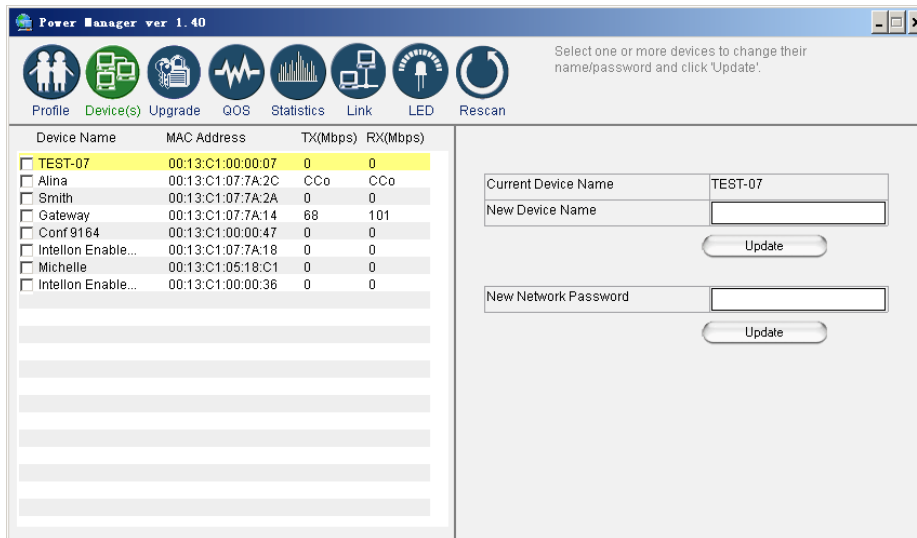 Power Manager ver 1.40
Select one or more devices to change their
name/password and click 'Update'.
Profile Device(s) Upgrade QOS Statistics Link LED Rescan
Device Name MAC Address TX(Mbps) RX(Mbps)
TEST-07 00:13:C1:00:00:07 0 0
Alina 00:13:C1:07:7A:2C CCo CCo
Smith 00:13:C1:07:7A:2A 0 0
Gateway 00:13:C1:07:7A:14 68 101
Conf 9164 00:13:C1:00:00:47 0 0
Intellon Enable... 00:13:C1:07:7A:18 0 0
Michelle 00:13:C1:05:18:C1 0 0
Intellon Enable... 00:13:C1:00:00:36 0 0
Current Device Name TEST-07
New Device Name
Update
New Network Password
Update